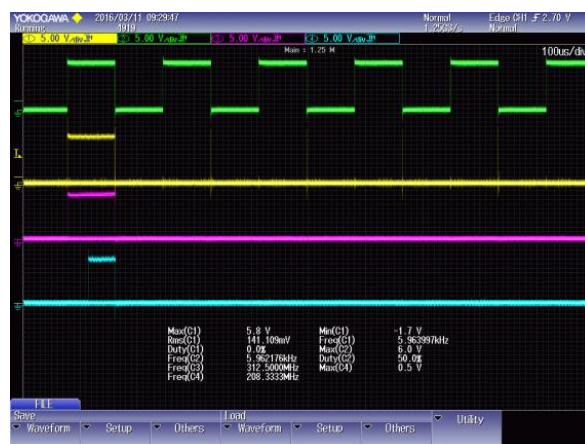 YOKOGAWA 2016/03/11 09:29:47 Normal Edge CH1 F 2.70 V
Running 4919 1.25GS/s Normal
5.00 V 5.00 V 5.00 V 5.00 V
Main : 1.25 M 100us/div
Max(C1) 5.8 V Min(C1) -1.7 V
Rms(C1) 141.109mV Freq(C1) 5.963997kHz
Duty(C1) 0.0% Max(C2) 6.0 V
Freq(C2) 5.962176kHz Duty(C2) 50.0%
Freq(C3) 312.5000MHz Max(C4) 0.5 V
Freq(C4) 208.3333MHz
FILE
Save Load
Waveform Setup Others Waveform Setup Others Utility